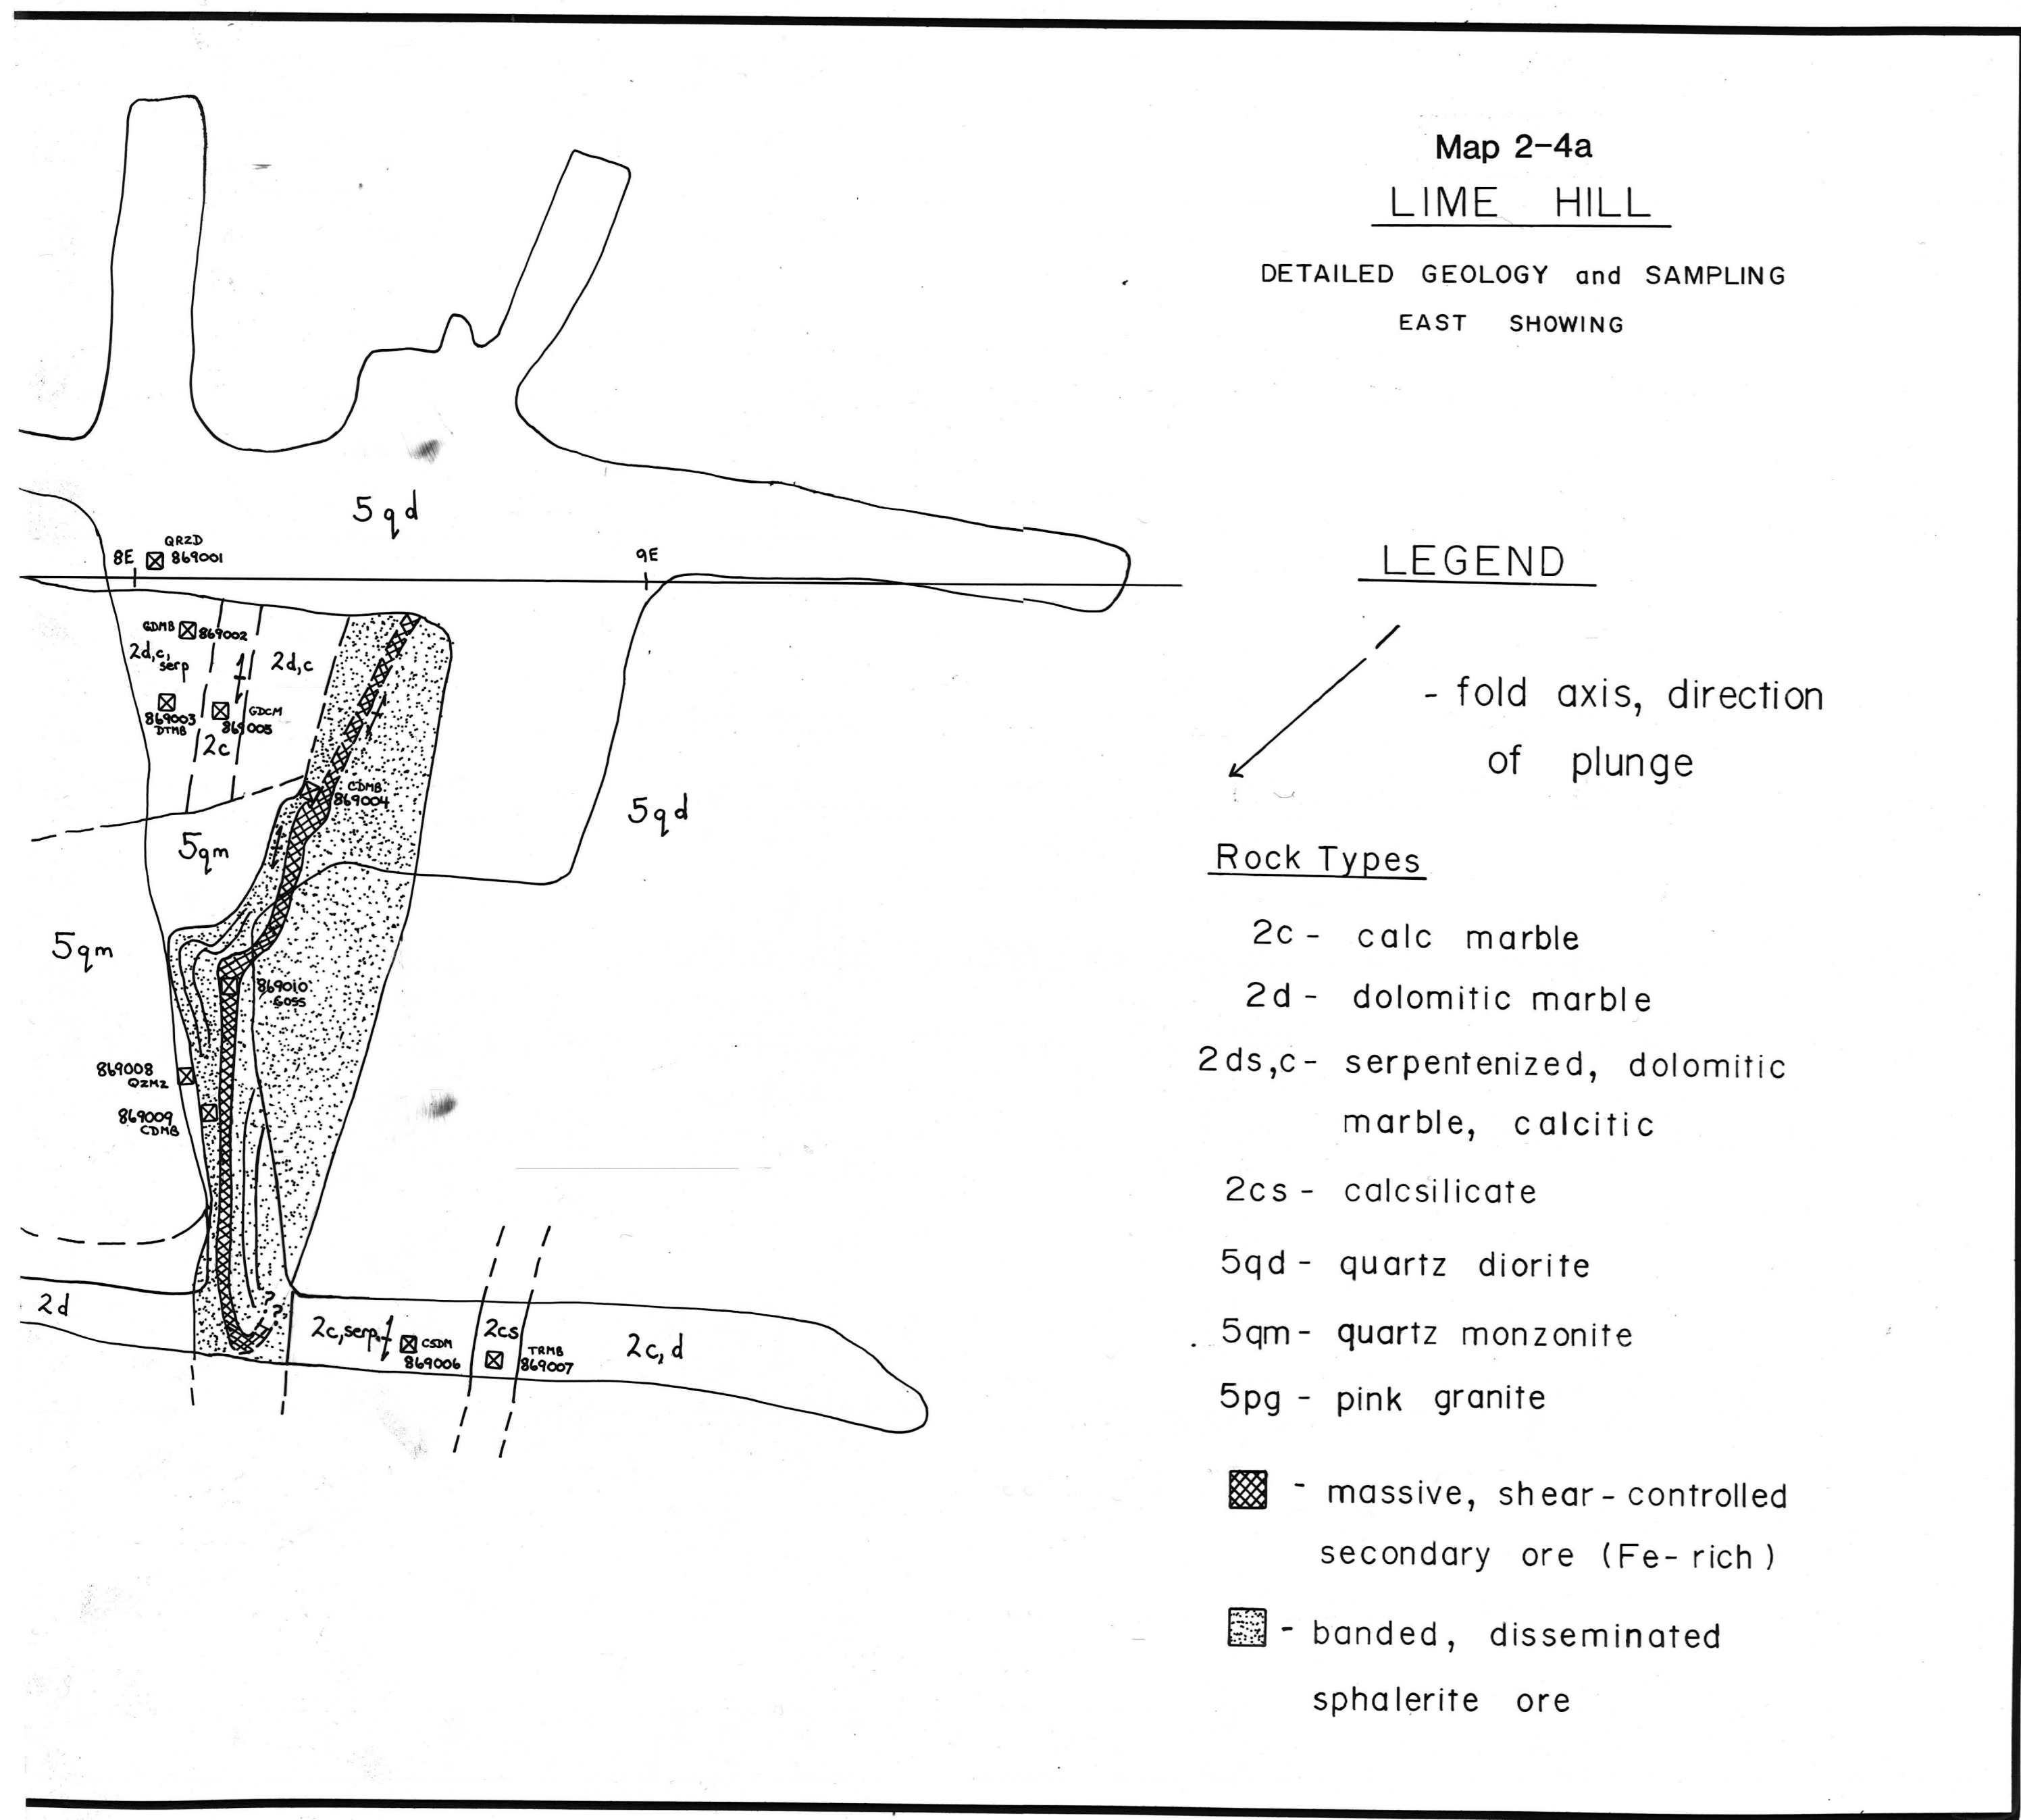 Map 2-4a
LIME HILL
DETAILED GEOLOGY and SAMPLING
EAST SHOWING
5qd
QRZD
8E 869001
9E
GDMB 869002
2d,c,
serp
2d,c
869003
DTMB
GDCM
869005
2c
CDMB
869004
5qm
5qd
5qm
869010
GOSS
869008
QZMZ
869009
CDMB
2d
?
?
2c,serp
CSDM
869006
2cs
TRMB
869007
2c,d
LEGEND
- fold axis, direction
of plunge
Rock Types
2c - calc marble
2d - dolomitic marble
2ds,c- serpentenized, dolomitic
marble, calcitic
2cs - calcsilicate
5qd - quartz diorite
5qm - quartz monzonite
5pg - pink granite
- massive, shear-controlled
secondary ore (Fe-rich)
- banded, disseminated
sphalerite ore